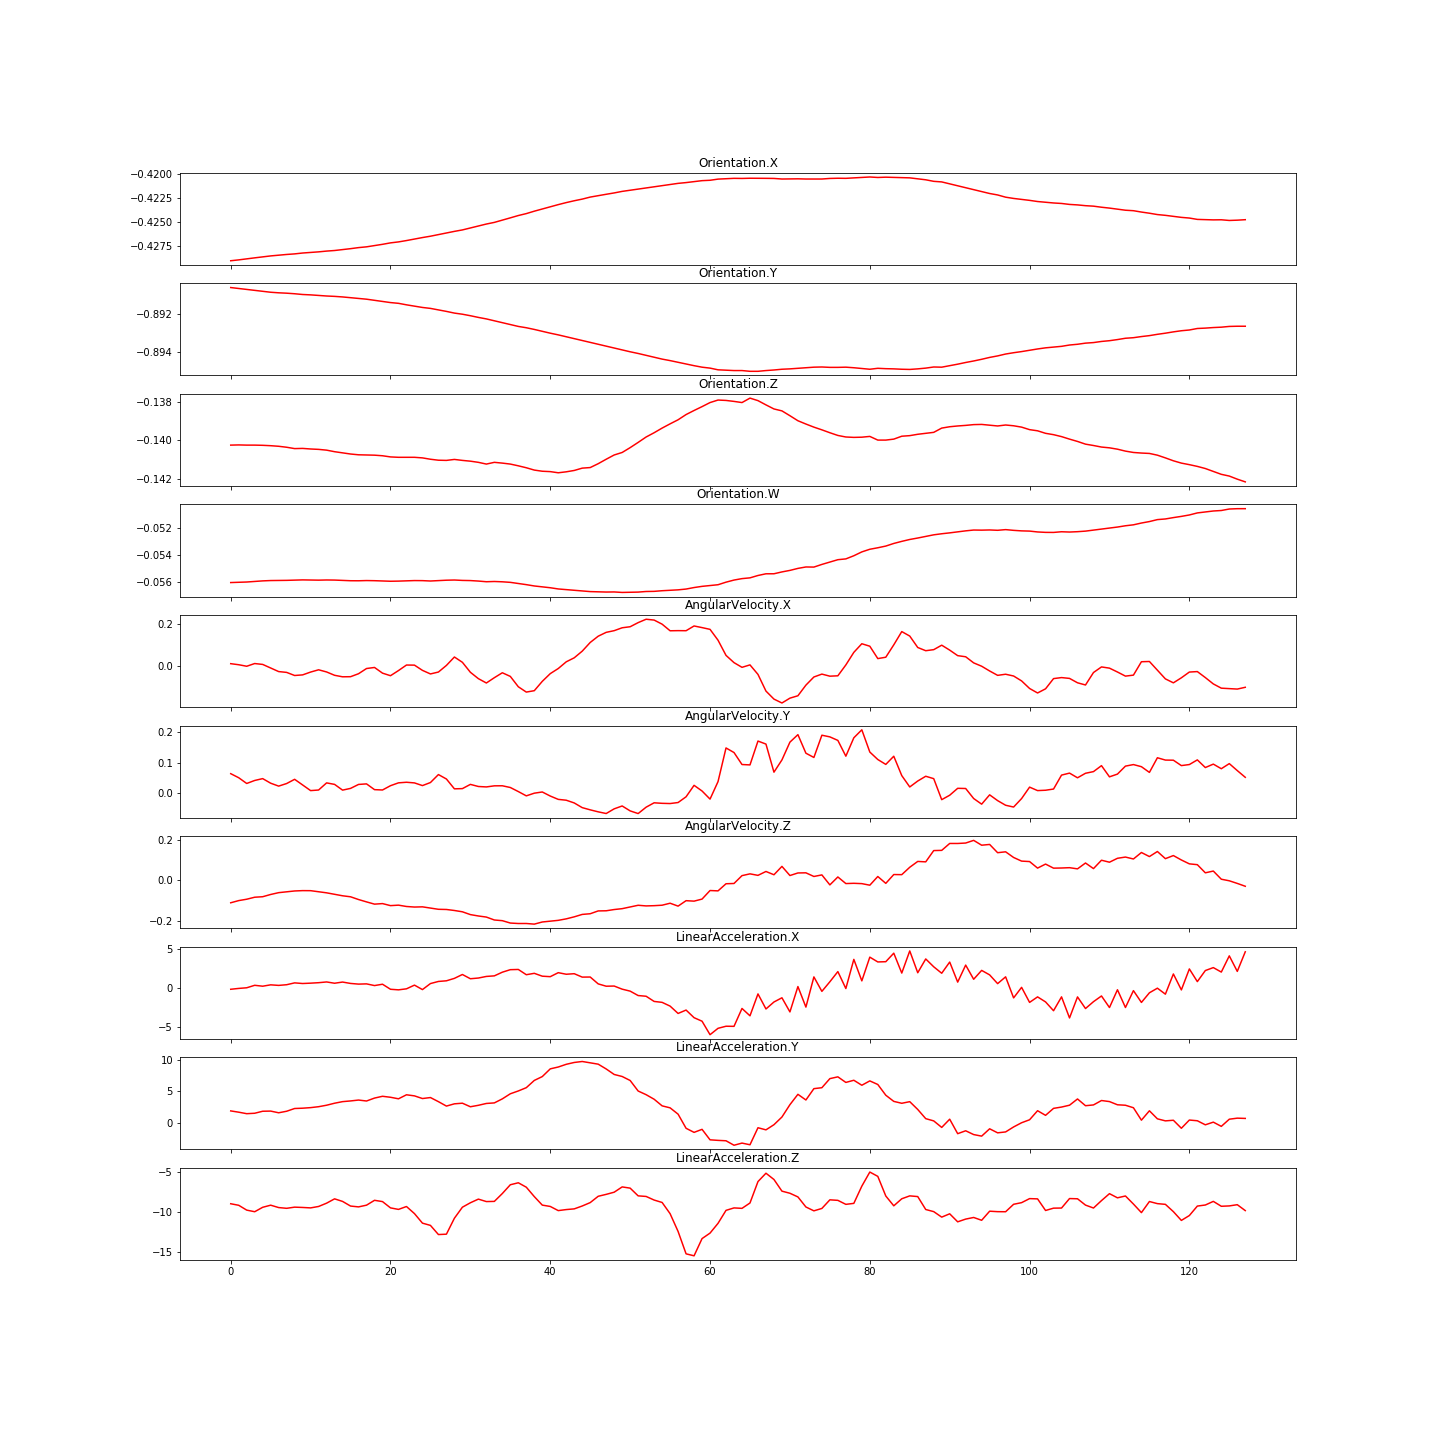 Orientation.X
−0.4200
−0.4225
−0.4250
−0.4275
Orientation.Y
−0.892
−0.894
Orientation.Z
−0.138
−0.140
−0.142
Orientation.W
−0.052
−0.054
−0.056
AngularVelocity.X
0.2
0.0
AngularVelocity.Y
0.2
0.1
0.0
AngularVelocity.Z
0.2
0.0
−0.2
LinearAcceleration.X
5
0
−5
LinearAcceleration.Y
10
5
0
LinearAcceleration.Z
−5
−10
−15
0 20 40 60 80 100 120